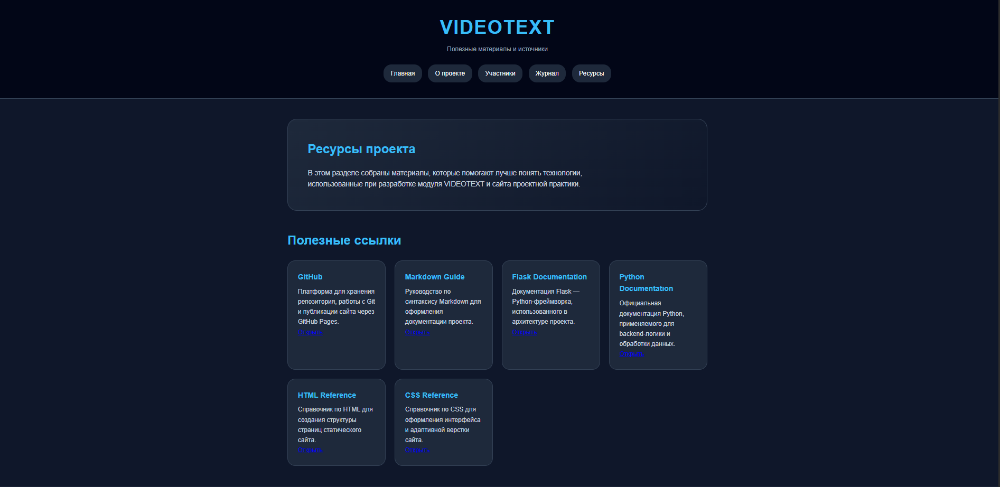 VIDEOTEXT
Полезные материалы и источники
Главная
О проекте
Участники
Журнал
Ресурсы
Ресурсы проекта
В этом разделе собраны материалы, которые помогают лучше понять технологии,
использованные при разработке модуля VIDEOTEXT и сайта проектной практики.
Полезные ссылки
GitHub
Платформа для хранения
репозитория, работы с Git
и публикации сайта через
GitHub Pages.
Открыть
Markdown Guide
Руководство по
синтаксису Markdown для
оформления
документации проекта.
Открыть
Flask Documentation
Документация Flask —
Python-фреймворка,
использованного в
архитектуре проекта.
Открыть
Python
Documentation
Официальная
документация Python,
применяемого для
backend-логики и
обработки данных.
Открыть
HTML Reference
Справочник по HTML для
создания структуры
страниц статического
сайта.
Открыть
CSS Reference
Справочник по CSS для
оформления интерфейса
и адаптивной верстки
сайта.
Открыть